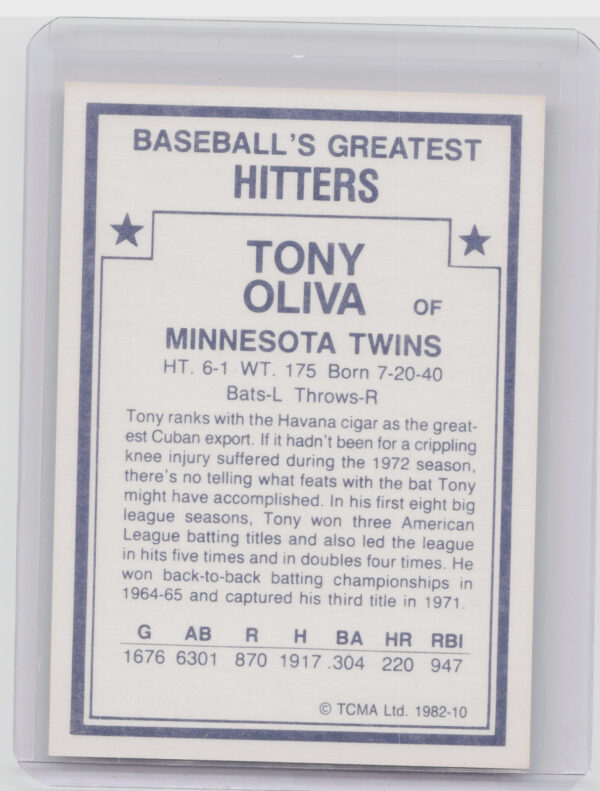 BASEBALL'S GREATEST
HITTERS
TONY
OLIVA OF
MINNESOTA TWINS
HT. 6-1 WT. 175 Born 7-20-40
Bats-L Throws-R
Tony ranks with the Havana cigar as the great-
est Cuban export. If it hadn't been for a crippling
knee injury suffered during the 1972 season,
there's no telling what feats with the bat Tony
might have accomplished. In his first eight big
league seasons, Tony won three American
League batting titles and also led the league
in hits five times and in doubles four times. He
won back-to-back batting championships in
1964-65 and captured his third title in 1971.
G AB R H BA HR RBI
1676 6301 870 1917 .304 220 947
© TCMA Ltd. 1982-10